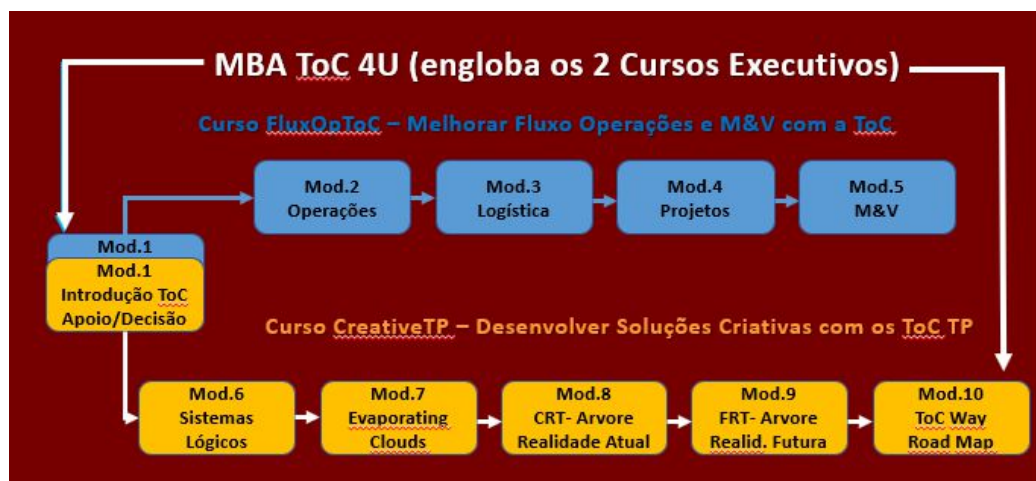 MBA ToC 4U (engloba os 2 Cursos Executivos)
Curso FluxOpToC – Melhorar Fluxo Operações e M&V com a ToC
Mod.2
Operações
Mod.3
Logística
Mod.4
Projetos
Mod.5
M&V
Mod.1
Mod.1
Introdução ToC
Apoio/Decisão
Curso CreativeTP – Desenvolver Soluções Criativas com os ToC TP
Mod.6
Sistemas
Lógicos
Mod.7
Evaporating
Clouds
Mod.8
CRT- Arvore
Realidade Atual
Mod.9
FRT- Arvore
Realid. Futura
Mod.10
ToC Way
Road Map